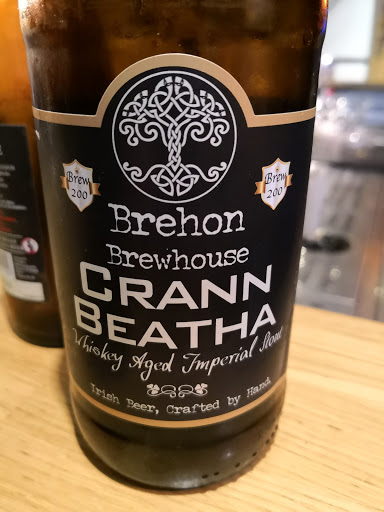 Brew
200
Brew
200
Brehon
Brewhouse
CRANN
BEATHA
Whiskey Aged Imperial Stout
Irish Beer, Crafted by Hand.